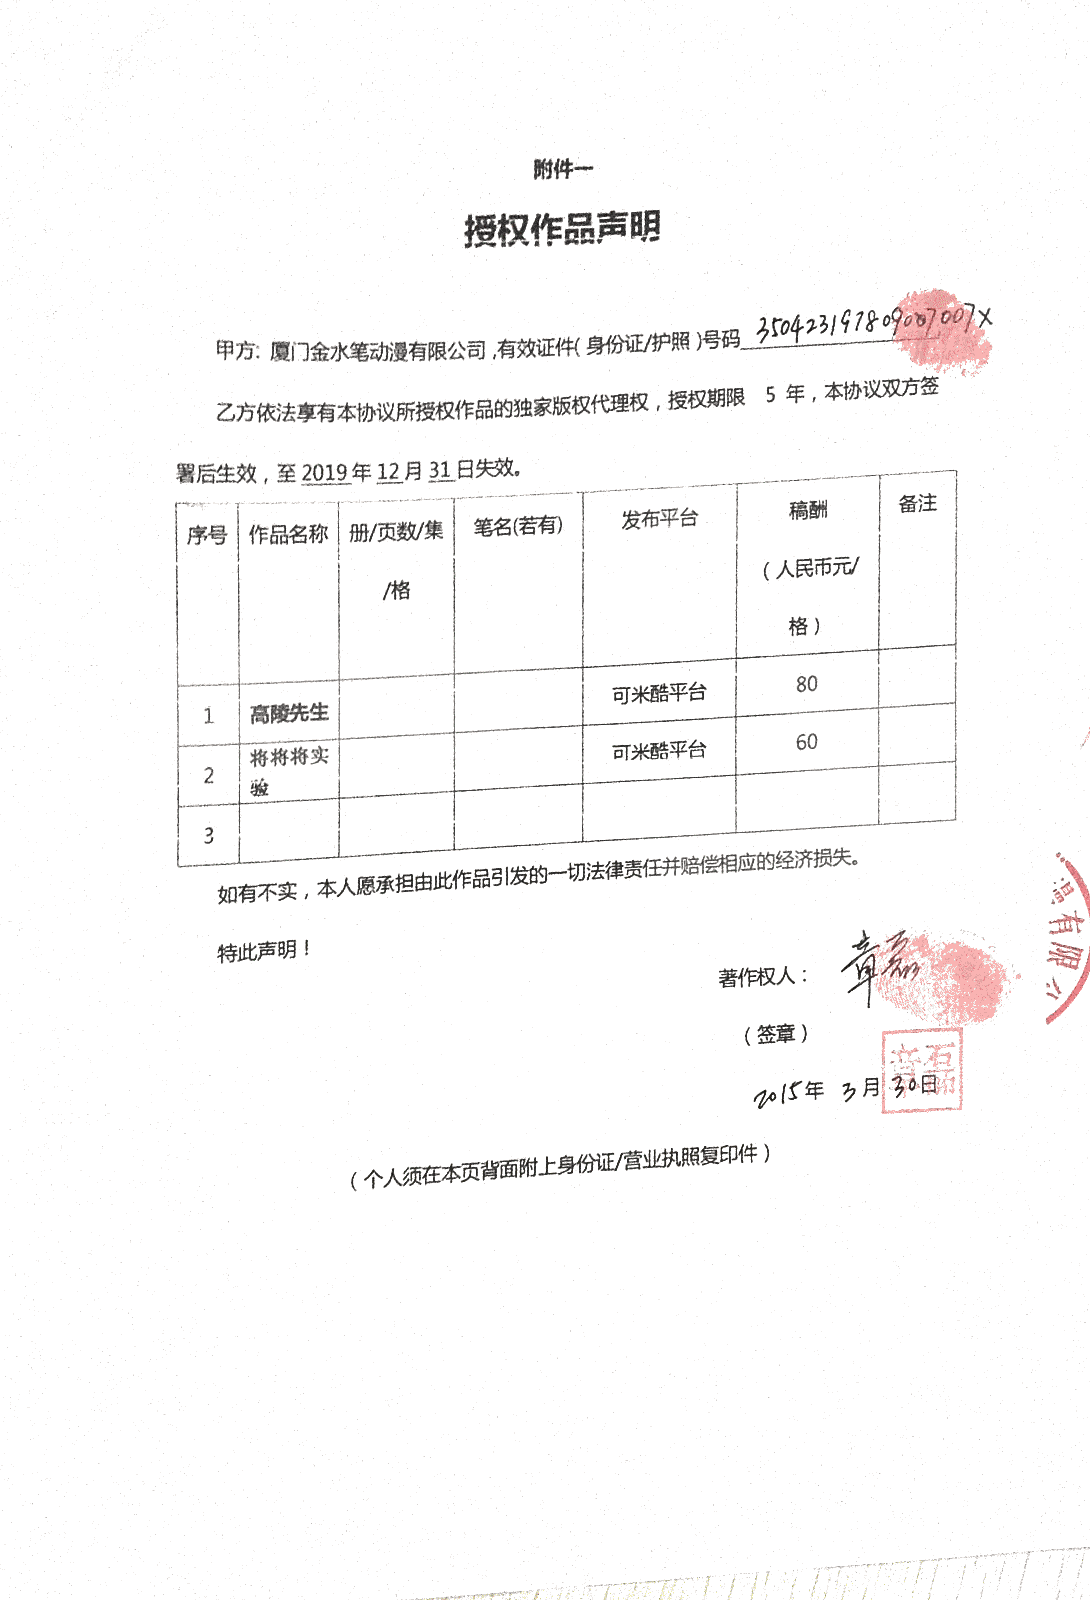 附件一
授权作品声明
甲方: 厦门金水笔动漫有限公司,有效证件(身份证/护照)号码 350423197809007007X
乙方依法享有本协议所授权作品的独家版权代理权，授权期限 5 年，本协议双方签
署后生效，至 2019 年 12 月 31 日失效。
序号 作品名称 册/页数/集/格 笔名(若有) 发布平台 稿酬（人民币元/格） 备注
1 高陵先生 可米酷平台 80
2 将将将实验 可米酷平台 60
3
如有不实，本人愿承担由此作品引发的一切法律责任并赔偿相应的经济损失。
特此声明！
著作权人： 章磊
（签章）
章磊
2015年 3月 30日
（个人须在本页背面附上身份证/营业执照复印件）
有限公